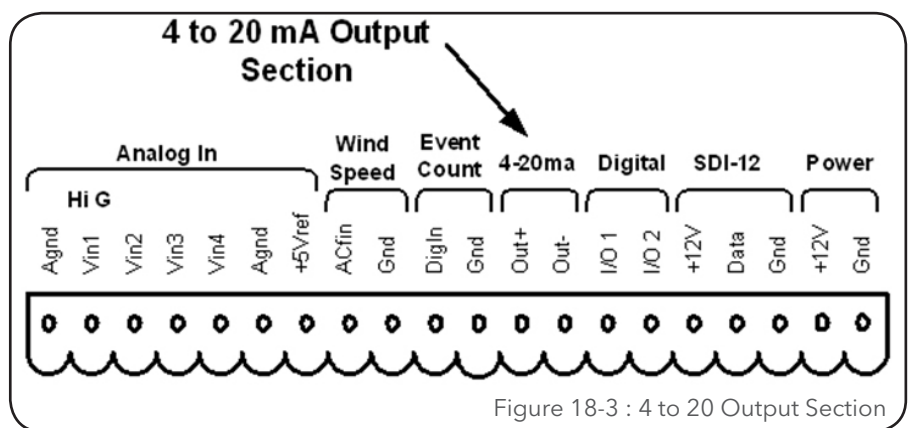 4 to 20 mA Output
Section
Analog In
Wind
Speed
Event
Count
4-20ma
Digital
SDI-12
Power
Hi G
Agnd
Vin1
Vin2
Vin3
Vin4
Agnd
+5Vref
ACfin
Gnd
DigIn
Gnd
Out+
Out-
I/O 1
I/O 2
+12V
Data
Gnd
+12V
Gnd
Figure 18-3 : 4 to 20 Output Section